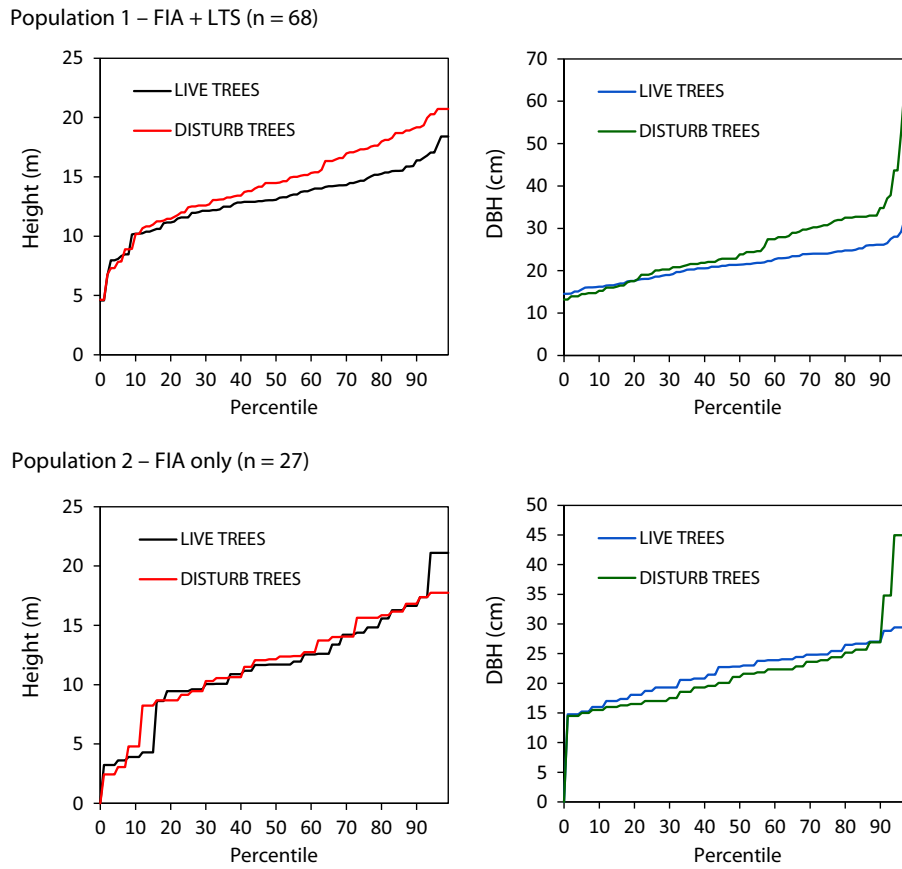 Population 1 – FIA + LTS (n = 68)
25
20
15
10
5
0
Height (m)
LIVE TREES
DISTURB TREES
0 10 20 30 40 50 60 70 80 90
Percentile
70
60
50
40
30
20
10
0
DBH (cm)
LIVE TREES
DISTURB TREES
0 10 20 30 40 50 60 70 80 90
Percentile
Population 2 – FIA only (n = 27)
25
20
15
10
5
0
Height (m)
LIVE TREES
DISTURB TREES
0 10 20 30 40 50 60 70 80 90
Percentile
50
45
40
35
30
25
20
15
10
5
0
DBH (cm)
LIVE TREES
DISTURB TREES
0 10 20 30 40 50 60 70 80 90
Percentile